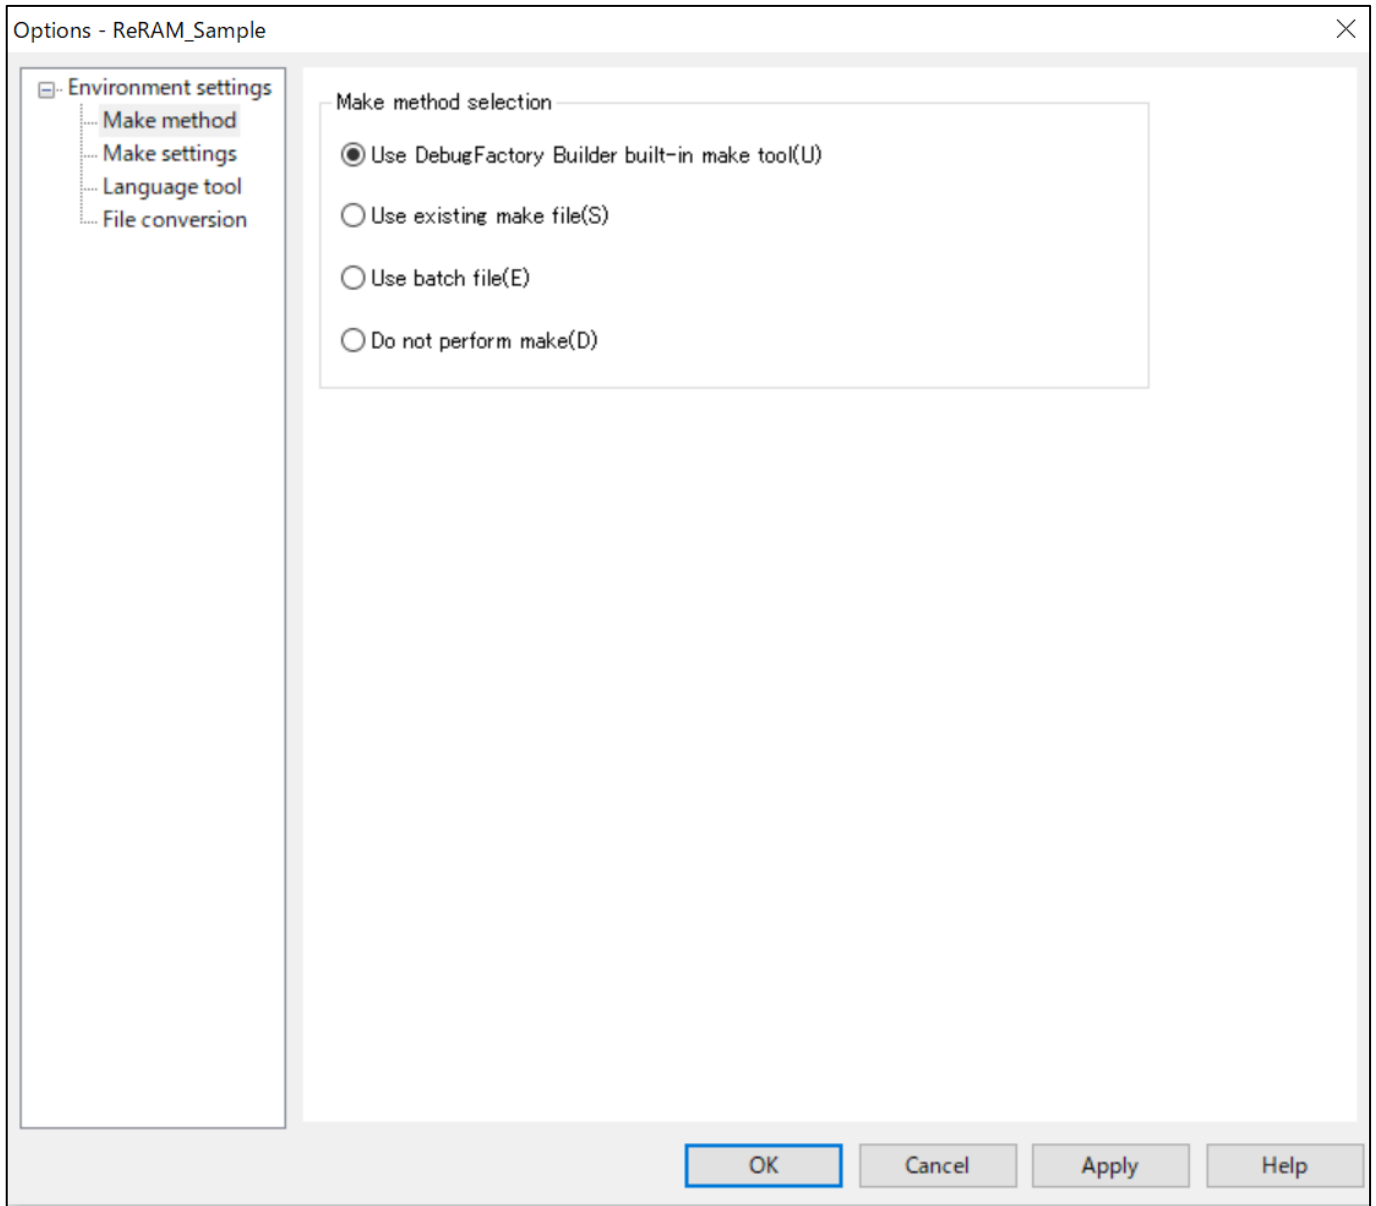 Options - ReRAM_Sample
Environment settings
Make method
Make settings
Language tool
File conversion
Make method selection
Use DebugFactory Builder built-in make tool(U)
Use existing make file(S)
Use batch file(E)
Do not perform make(D)
OK
Cancel
Apply
Help